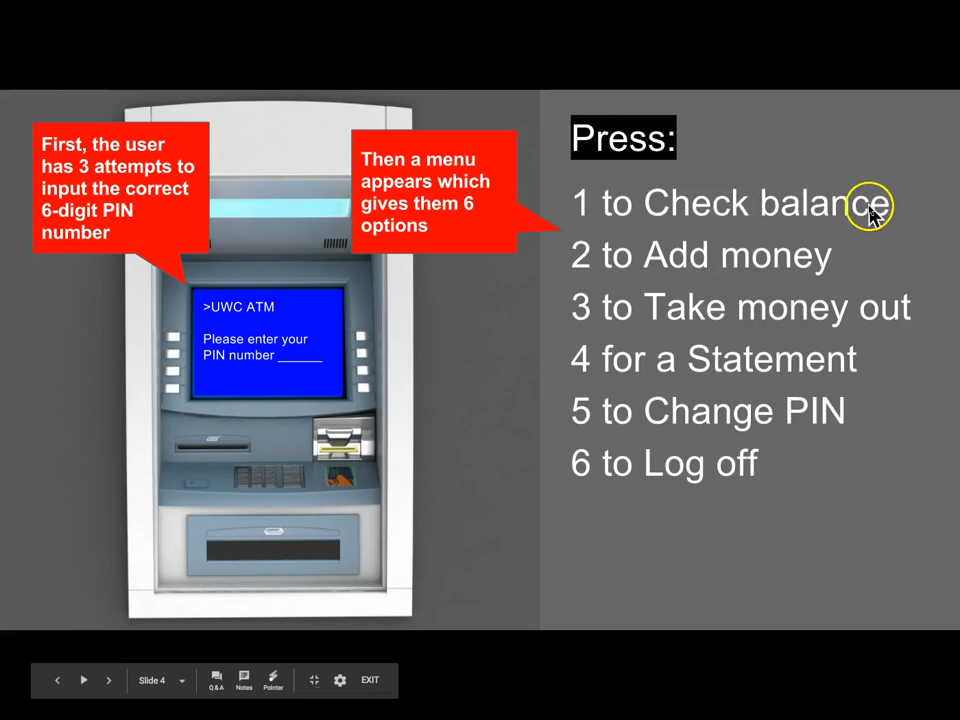 First, the user
has 3 attempts to
input the correct
6-digit PIN
number
Then a menu
appears which
gives them 6
options
>UWC ATM
Please enter your
PIN number ______
Press:
1 to Check balance
2 to Add money
3 to Take money out
4 for a Statement
5 to Change PIN
6 to Log off
Slide 4
Q&A
Notes
Pointer
EXIT